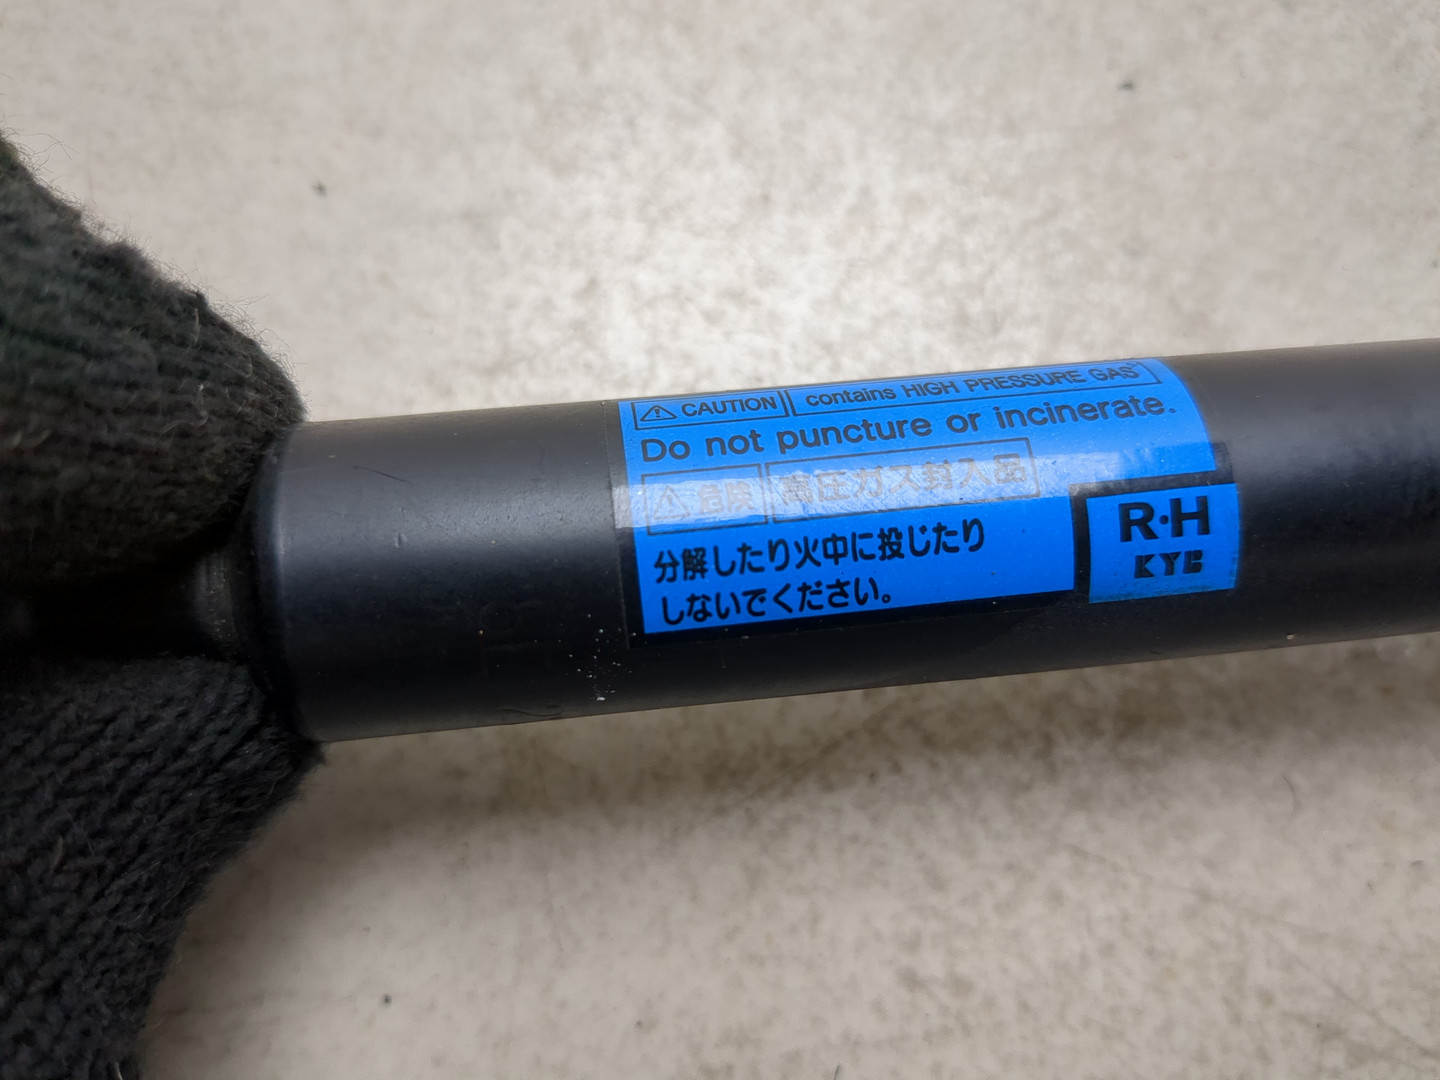 ⚠ CAUTION contains HIGH PRESSURE GAS
Do not puncture or incinerate.
⚠ 危険 高圧ガス封入品
分解したり火中に投じたり
しないでください。
R·H
KYB